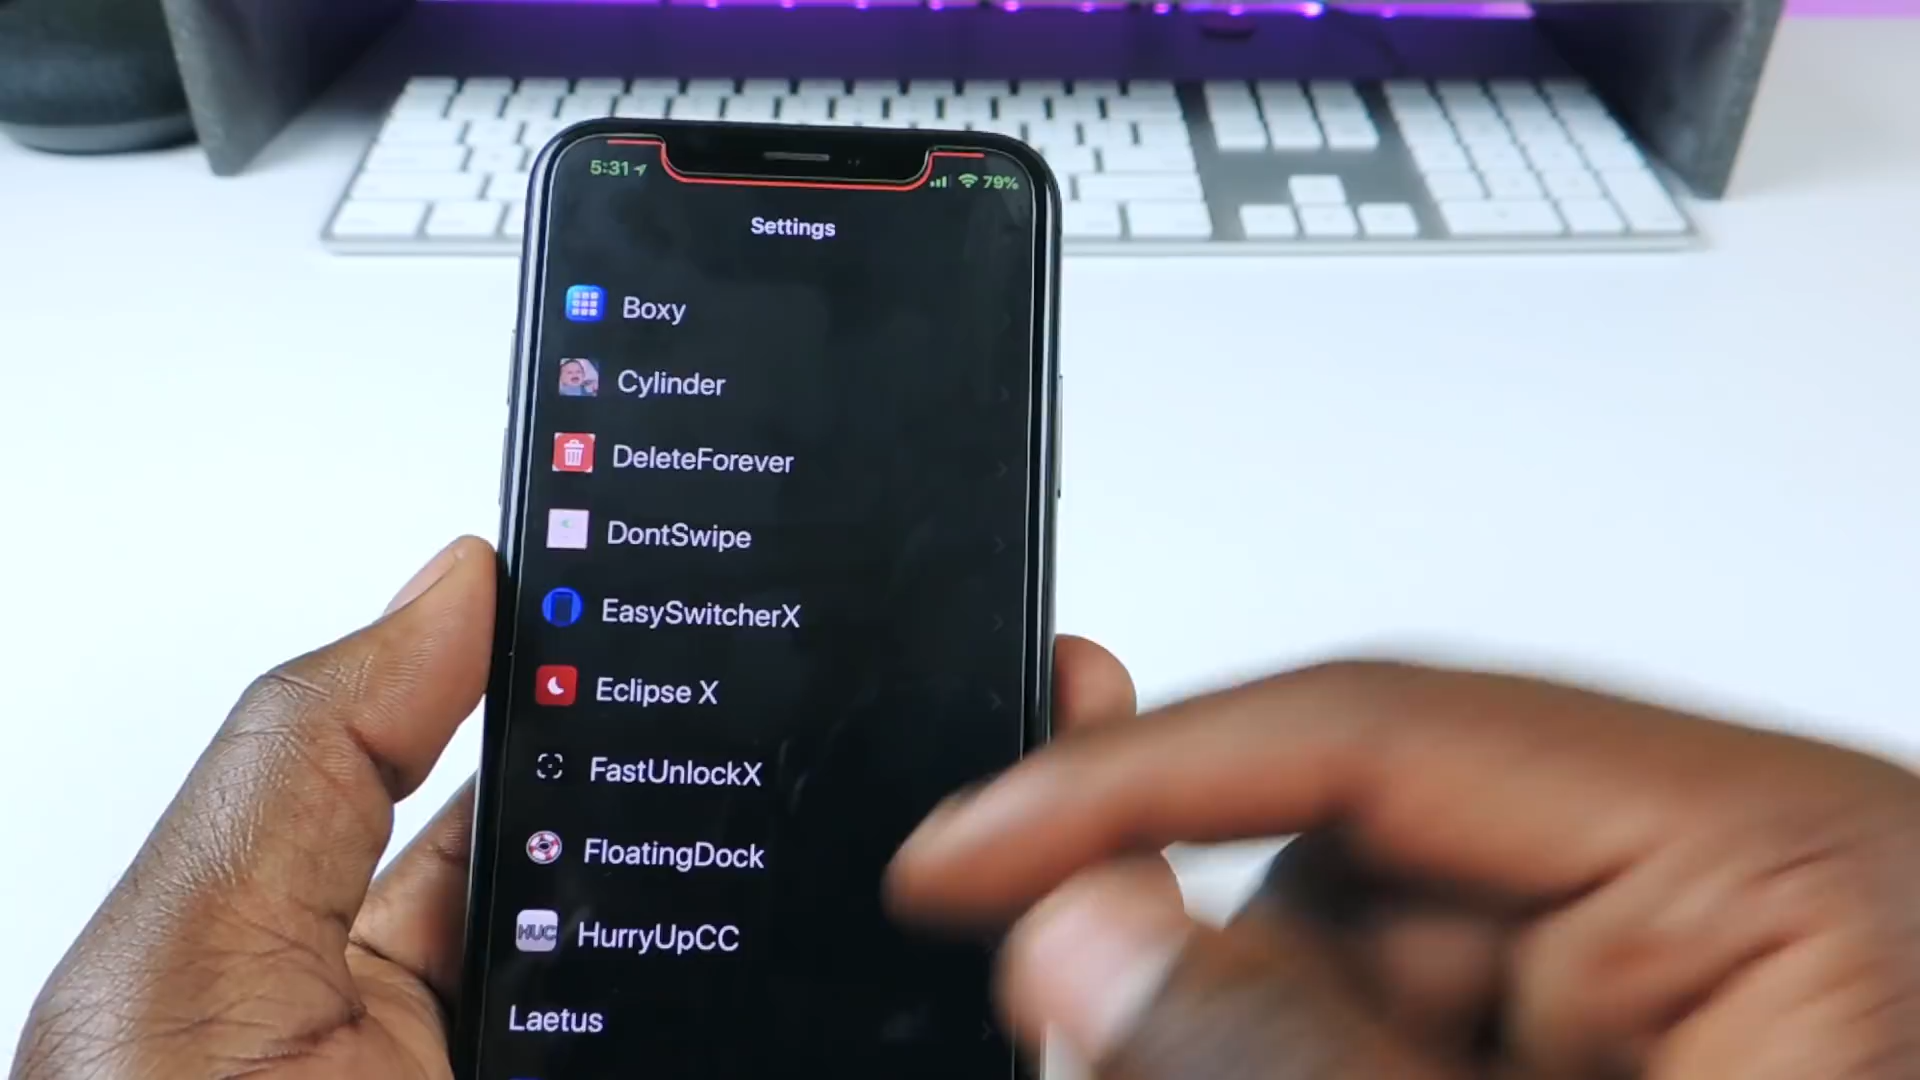 5:31
79%
Settings
Boxy
Cylinder
DeleteForever
DontSwipe
EasySwitcherX
Eclipse X
FastUnlockX
FloatingDock
HUC HurryUpCC
Laetus